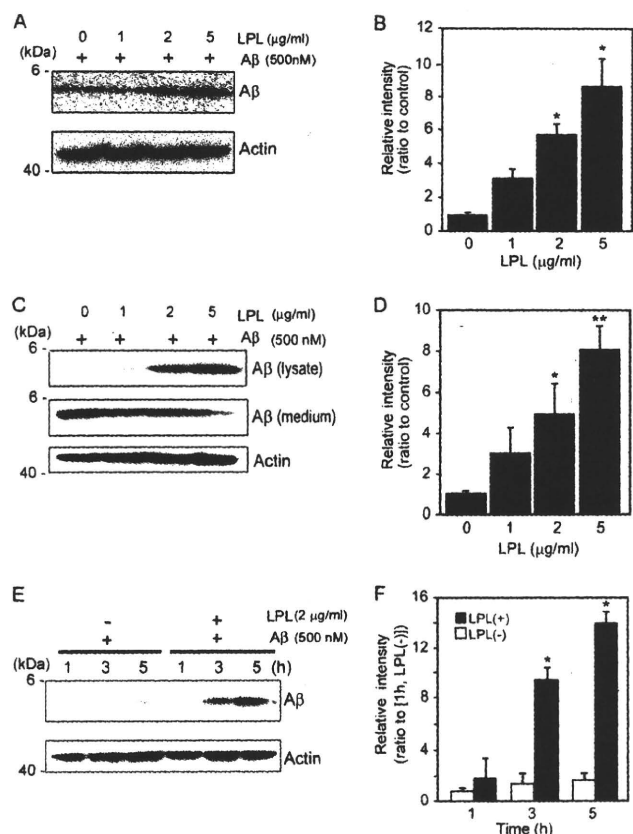 A
0 1 2 5 LPL (μg/ml)
+ + + + Aβ (500nM)
(kDa)
6 -
Aβ
Actin
40 -
B
Relative intensity
(ratio to control)
12
10
8
6
4
2
0
* *
0 1 2 5
LPL (μg/ml)
C
0 1 2 5 LPL (μg/ml)
+ + + + Aβ (500 nM)
(kDa)
6 -
Aβ (lysate)
6 -
Aβ (medium)
Actin
40 -
D
Relative intensity
(ratio to control)
10
8
6
4
2
0
* **
0 1 2 5
LPL (μg/ml)
E
- + LPL(2 μg/ml)
+ + Aβ (500 nM)
(kDa) 1 3 5 1 3 5 (h)
6 -
Aβ
Actin
40 -
F
Relative intensity
(ratio to [1h, LPL(-)])
16
12
8
4
0
LPL(+)
LPL(-)
* *
1 3 5
Time (h)